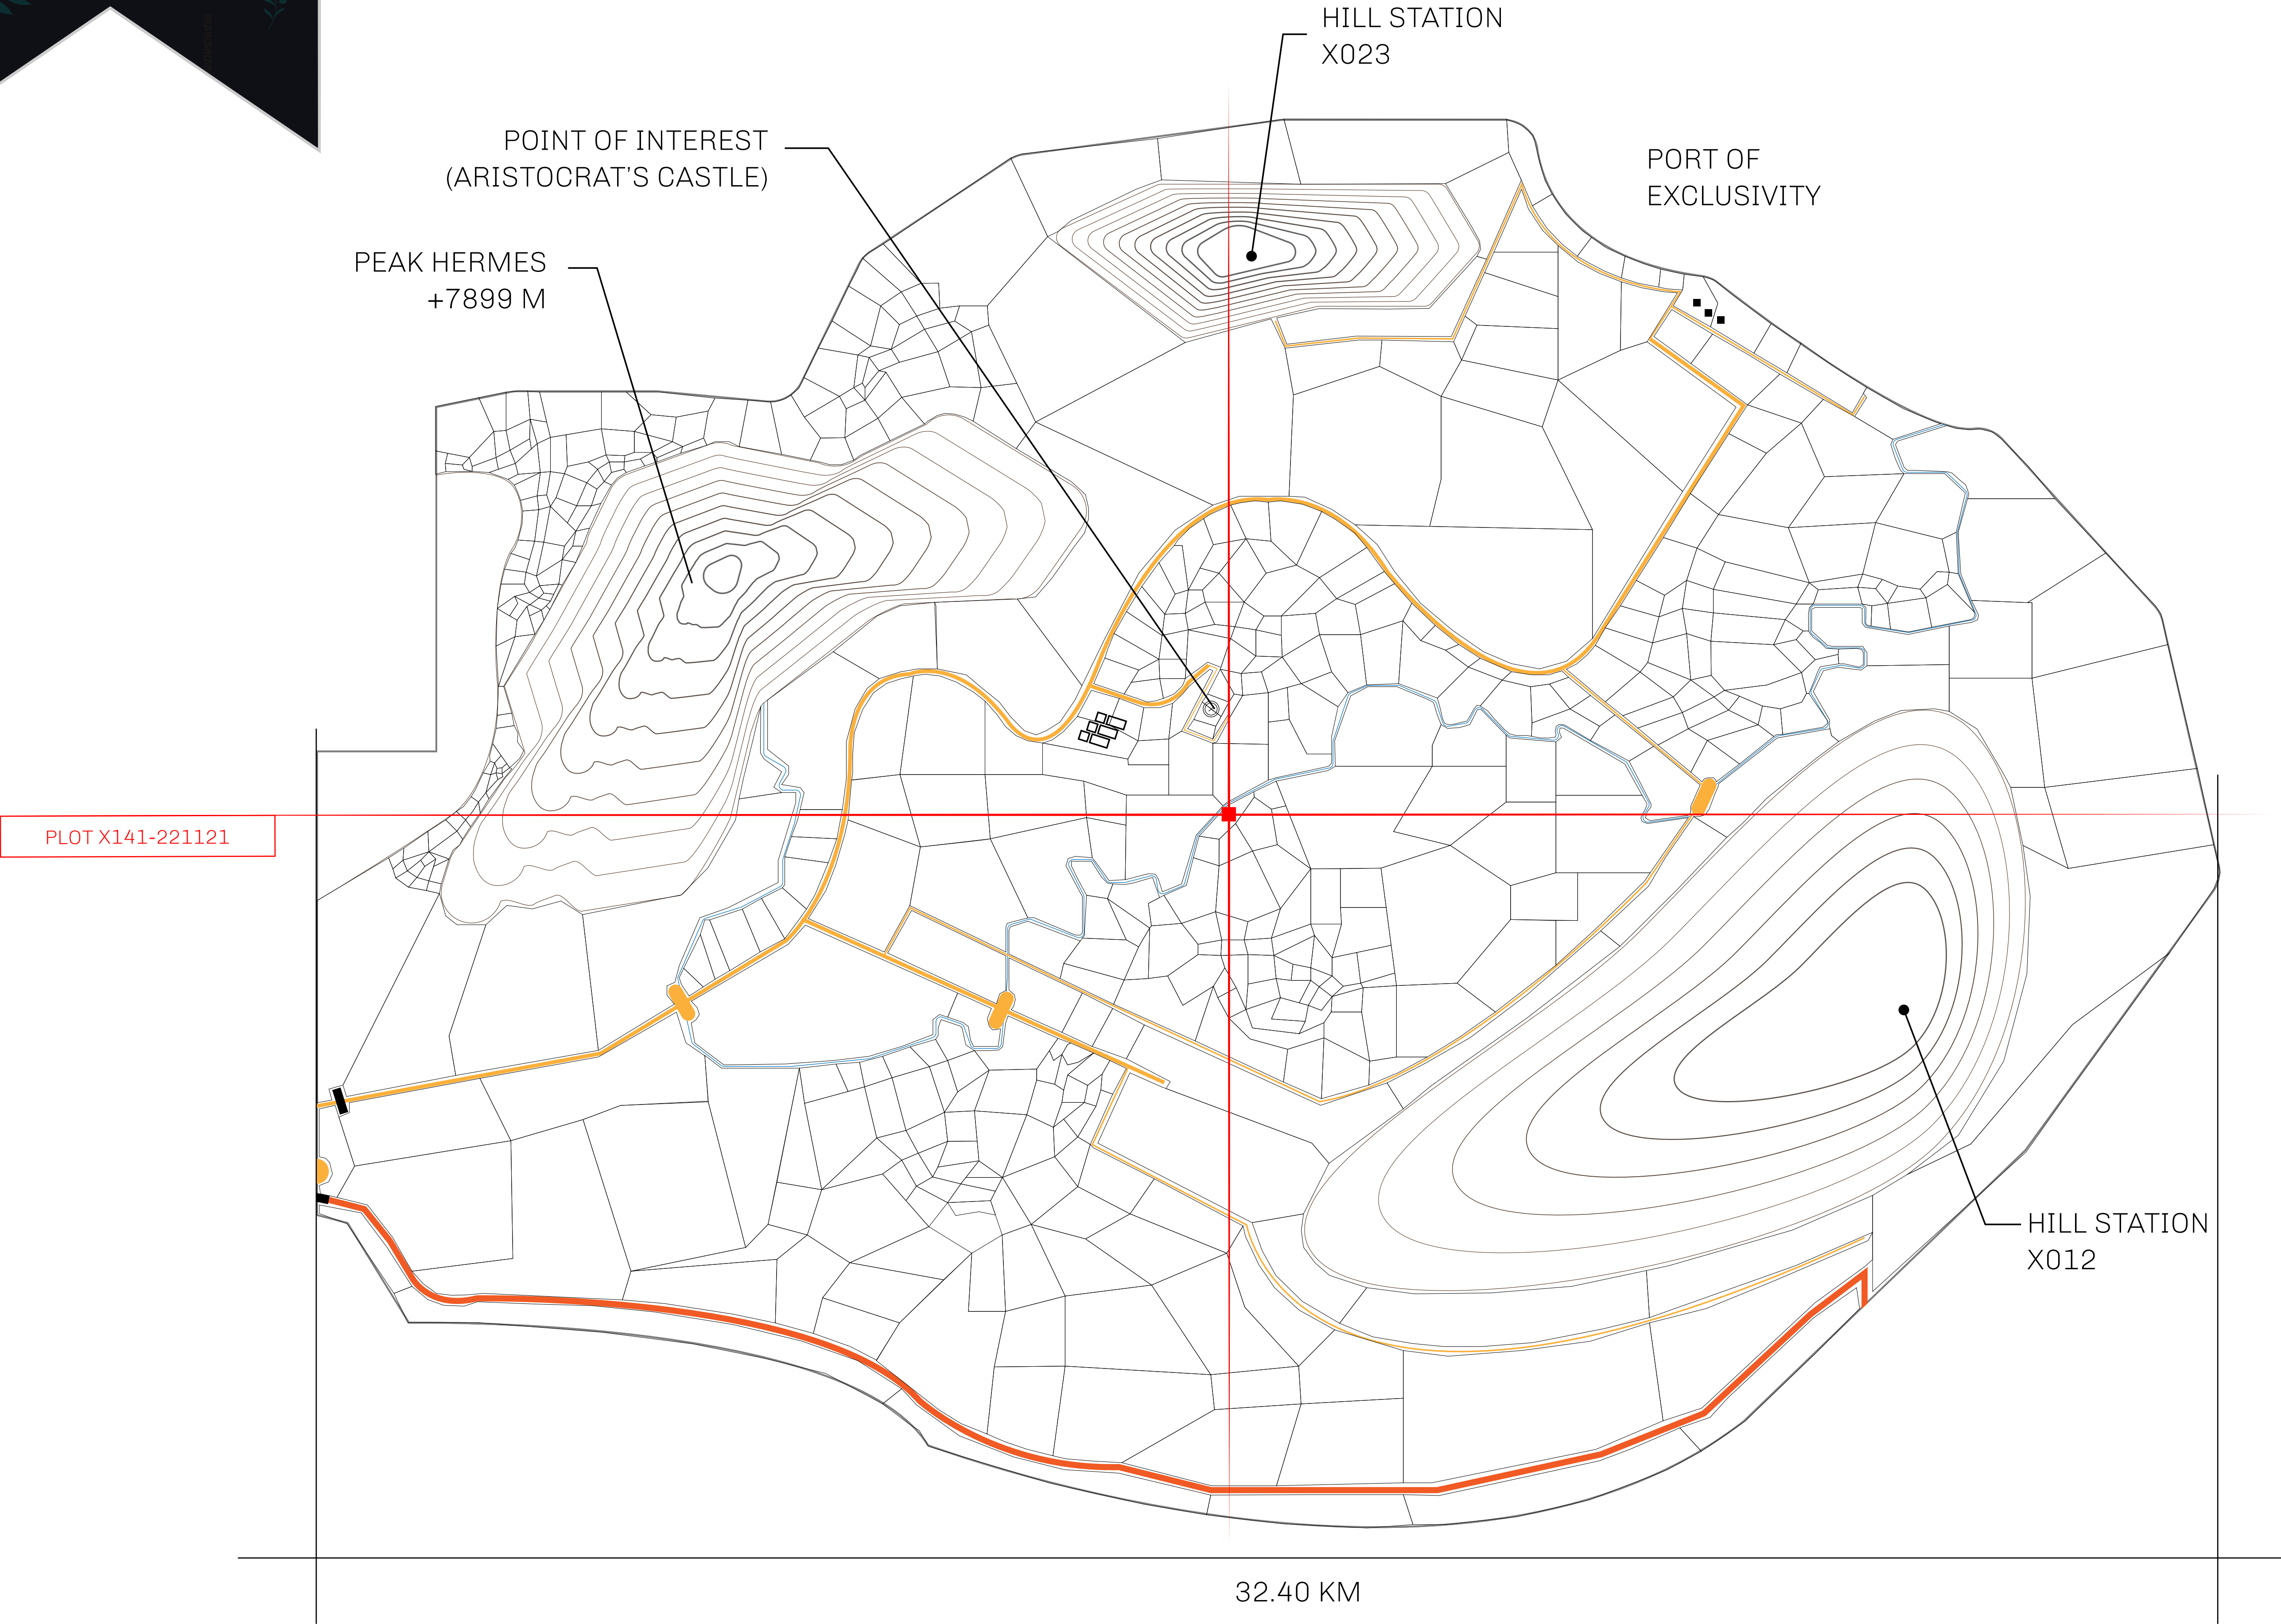 HILL STATION
X023
POINT OF INTEREST
(ARISTOCRAT'S CASTLE)
PORT OF
EXCLUSIVITY
PEAK HERMES
+7899 M
PLOT X141-221121
HILL STATION
X012
32.40 KM